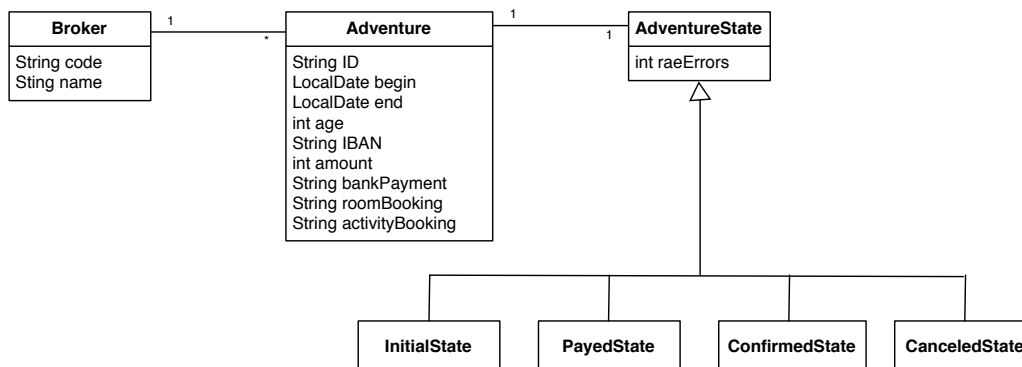 Broker
String code
Sting name
1
*
Adventure
String ID
LocalDate begin
LocalDate end
int age
String IBAN
int amount
String bankPayment
String roomBooking
String activityBooking
1
1
AdventureState
int raeErrors
InitialState
PayedState
ConfirmedState
CanceledState